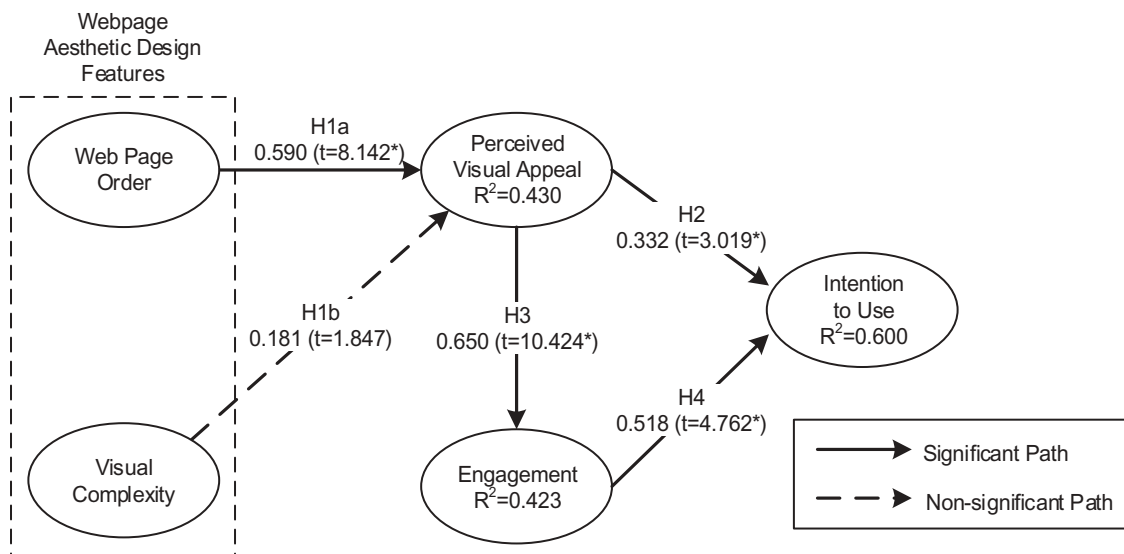 Webpage
Aesthetic Design
Features
Web Page
Order
H1a
0.590 (t=8.142*)
Perceived
Visual Appeal
R²=0.430
H2
0.332 (t=3.019*)
Intention
to Use
R²=0.600
H1b
0.181 (t=1.847)
H3
0.650 (t=10.424*)
H4
0.518 (t=4.762*)
Visual
Complexity
Engagement
R²=0.423
Significant Path
Non-significant Path